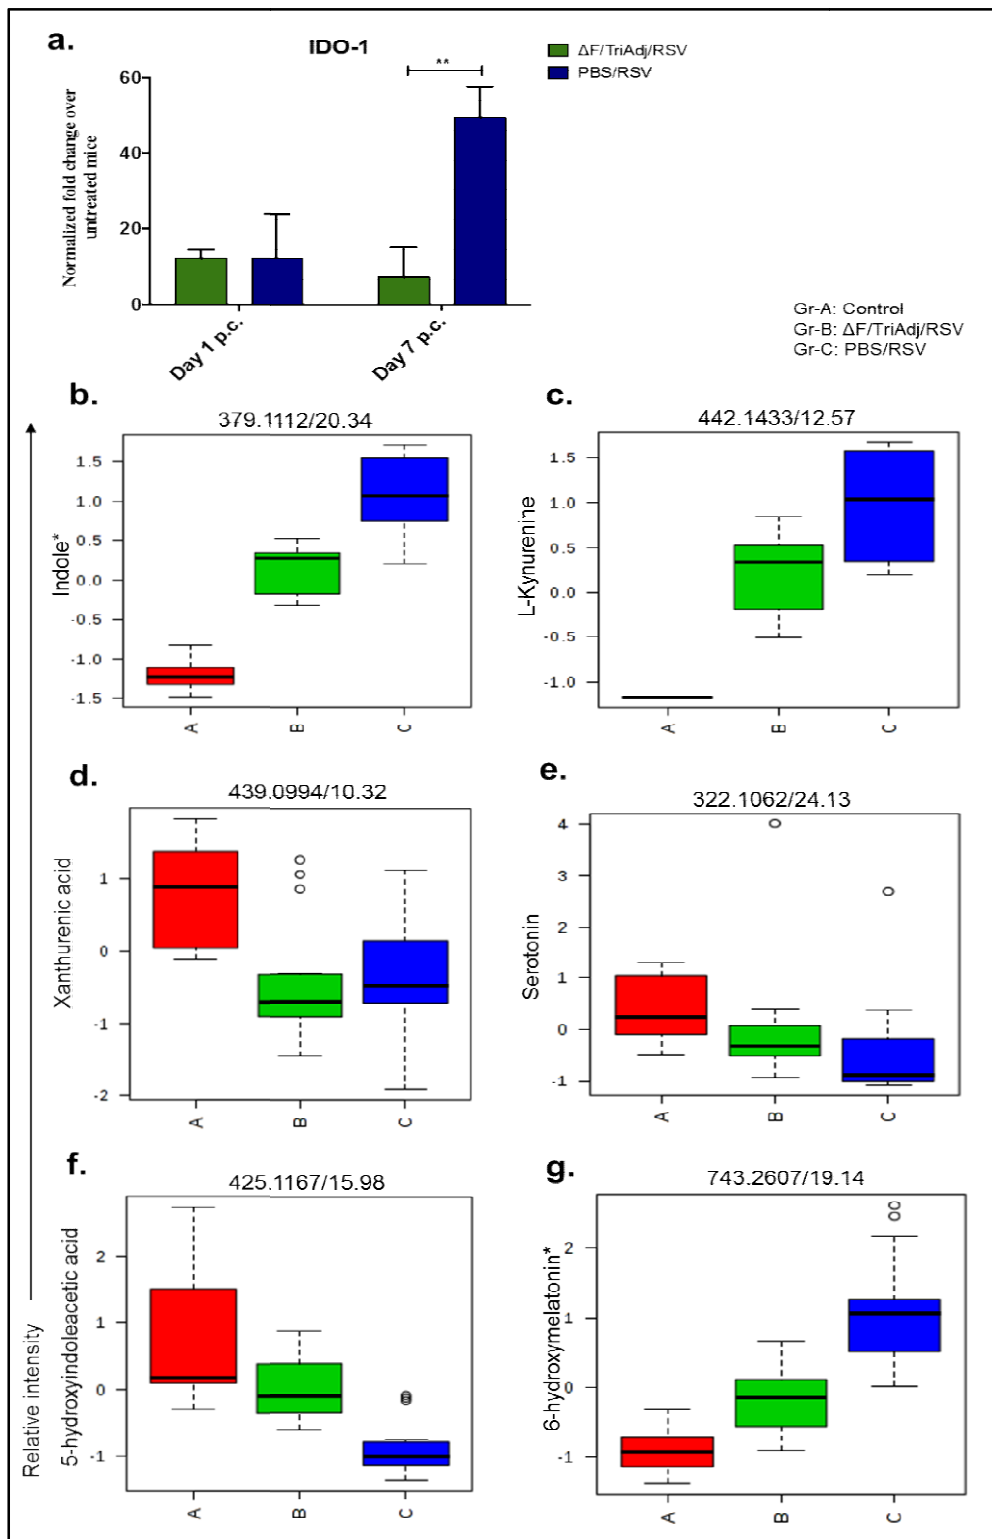 a.
IDO-1
ΔF/TriAdj/RSV
PBS/RSV
**
Normalized fold change over
untreated mice
60
40
20
0
Day 1 p.c.
Day 7 p.c.
Gr-A: Control
Gr-B: ΔF/TriAdj/RSV
Gr-C: PBS/RSV
b.
379.1112/20.34
Indole*
1.5
1.0
0.5
0.0
-0.5
-1.0
-1.5
A
B
C
c.
442.1433/12.57
L-Kynurenine
1.5
1.0
0.5
0.0
-0.5
-1.0
A
B
C
d.
439.0994/10.32
Xanthurenic acid
1
0
-1
-2
A
B
C
e.
322.1062/24.13
Serotonin
4
3
2
1
0
-1
A
B
C
f.
425.1167/15.98
5-hydroxyindoleacetic acid
2
1
0
-1
A
B
C
g.
743.2607/19.14
6-hydroxymelatonin*
2
1
0
-1
A
B
C
Relative intensity